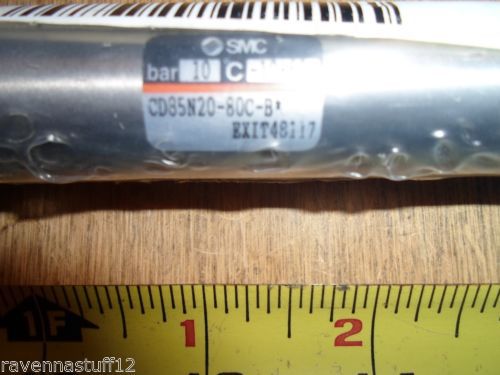 SMC
bar 10 C
CD85N20-80C-B*
EXIT48117
1F
1 2
ravennastuff12